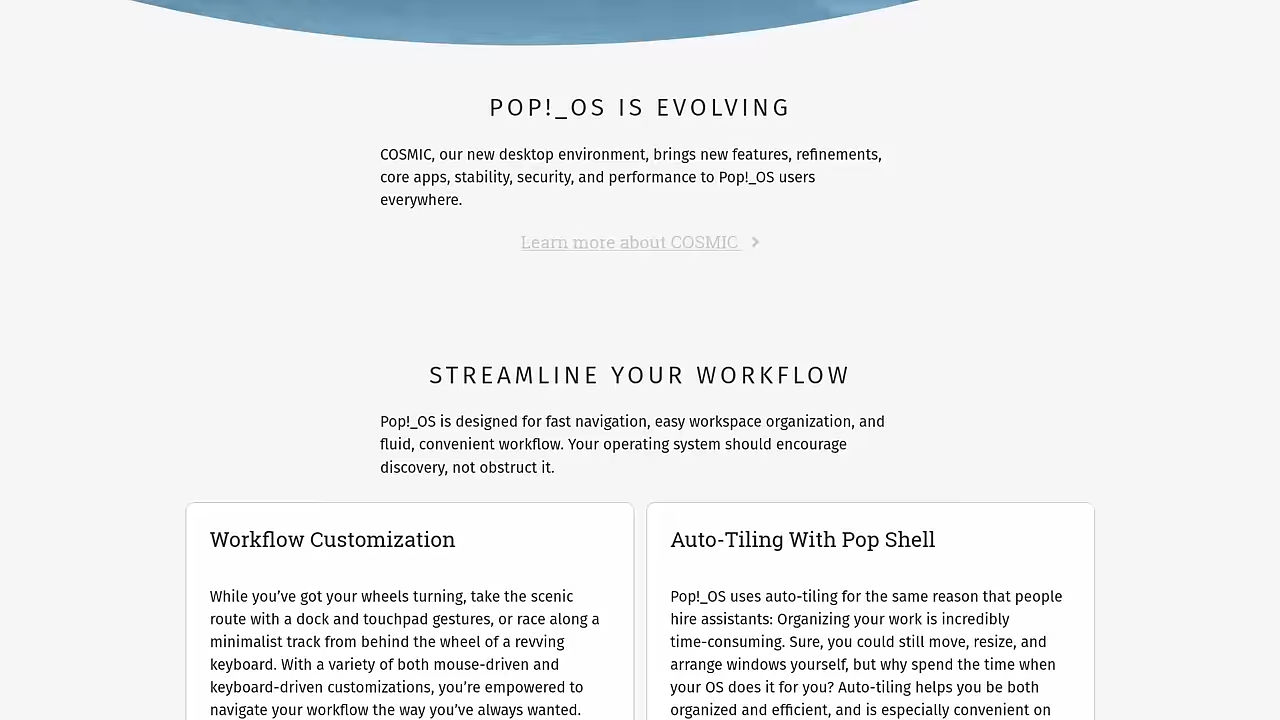 POP!_OS IS EVOLVING
COSMIC, our new desktop environment, brings new features, refinements,
core apps, stability, security, and performance to Pop!_OS users
everywhere.
Learn more about COSMIC
STREAMLINE YOUR WORKFLOW
Pop!_OS is designed for fast navigation, easy workspace organization, and
fluid, convenient workflow. Your operating system should encourage
discovery, not obstruct it.
Workflow Customization
While you’ve got your wheels turning, take the scenic
route with a dock and touchpad gestures, or race along a
minimalist track from behind the wheel of a revving
keyboard. With a variety of both mouse-driven and
keyboard-driven customizations, you’re empowered to
navigate your workflow the way you’ve always wanted.
Auto-Tiling With Pop Shell
Pop!_OS uses auto-tiling for the same reason that people
hire assistants: Organizing your work is incredibly
time-consuming. Sure, you could still move, resize, and
arrange windows yourself, but why spend the time when
your OS does it for you? Auto-tiling helps you be both
organized and efficient, and is especially convenient on